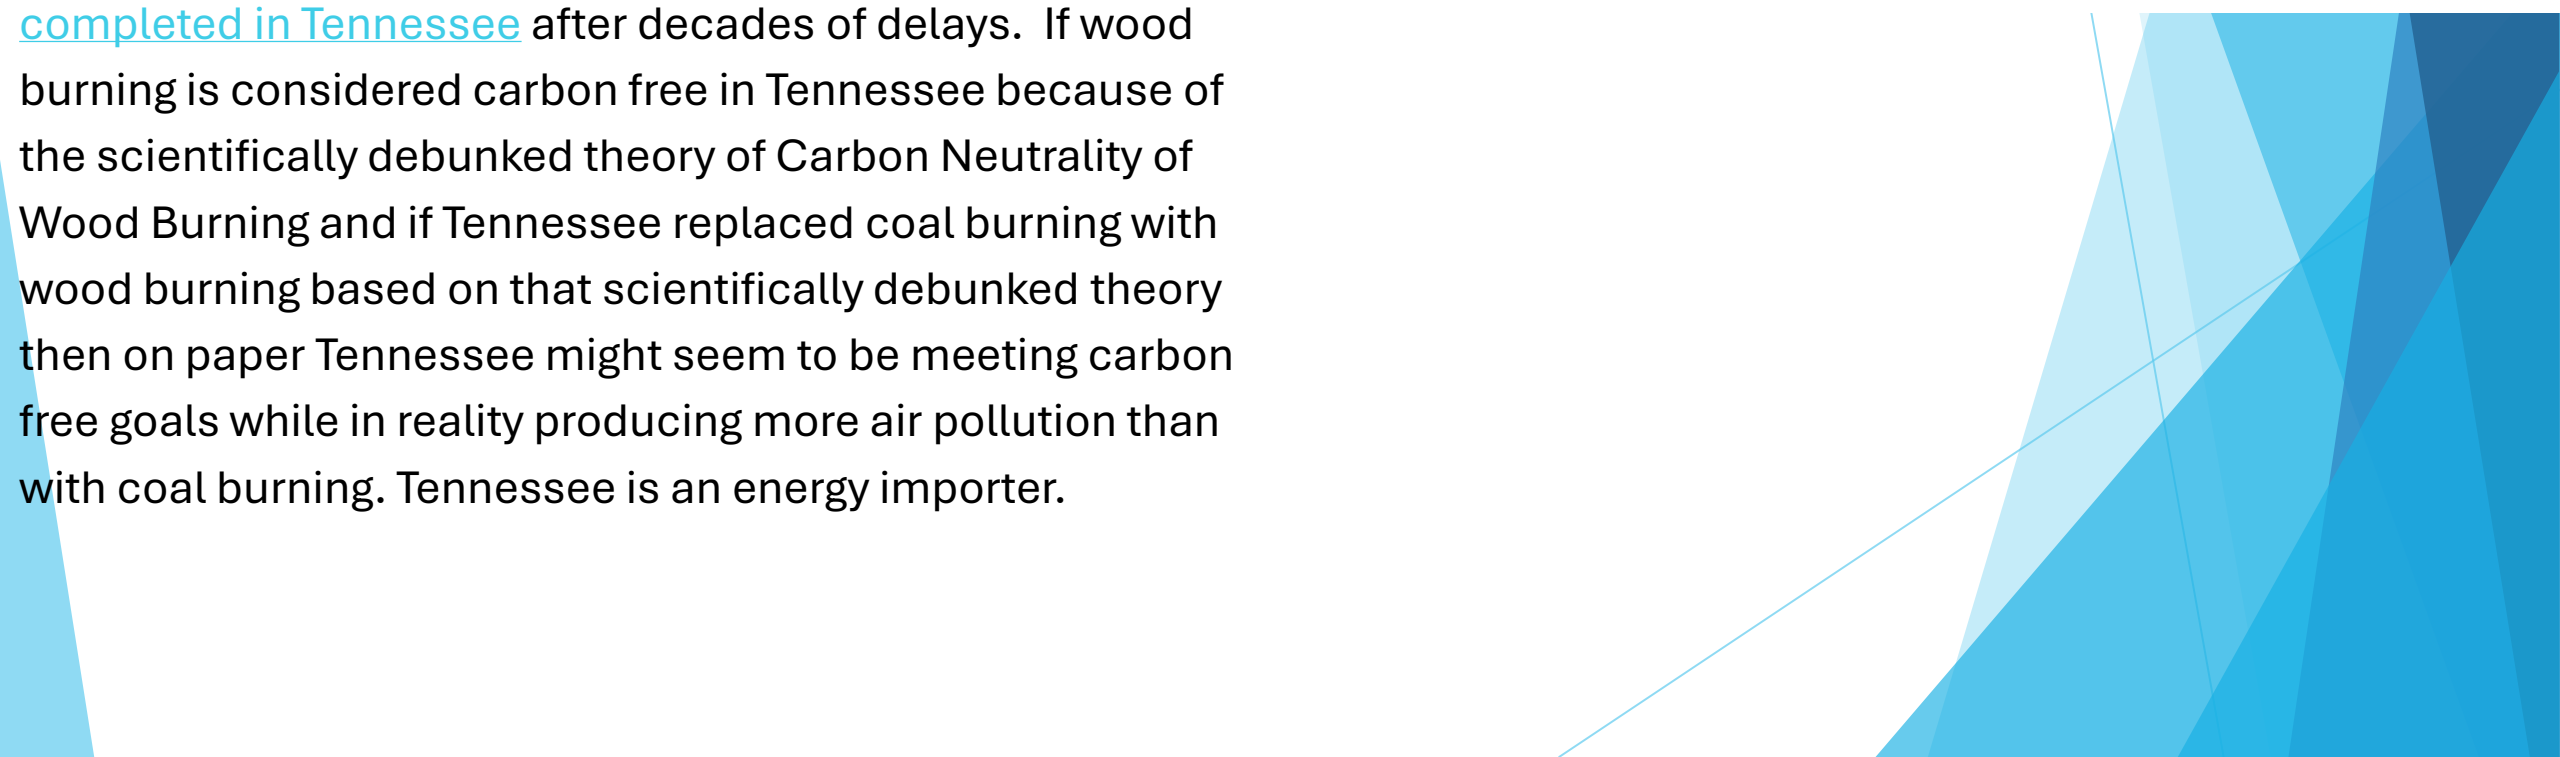 completed in Tennessee after decades of delays.  If wood
burning is considered carbon free in Tennessee because of
the scientifically debunked theory of Carbon Neutrality of
Wood Burning and if Tennessee replaced coal burning with
wood burning based on that scientifically debunked theory
then on paper Tennessee might seem to be meeting carbon
free goals while in reality producing more air pollution than
with coal burning. Tennessee is an energy importer.